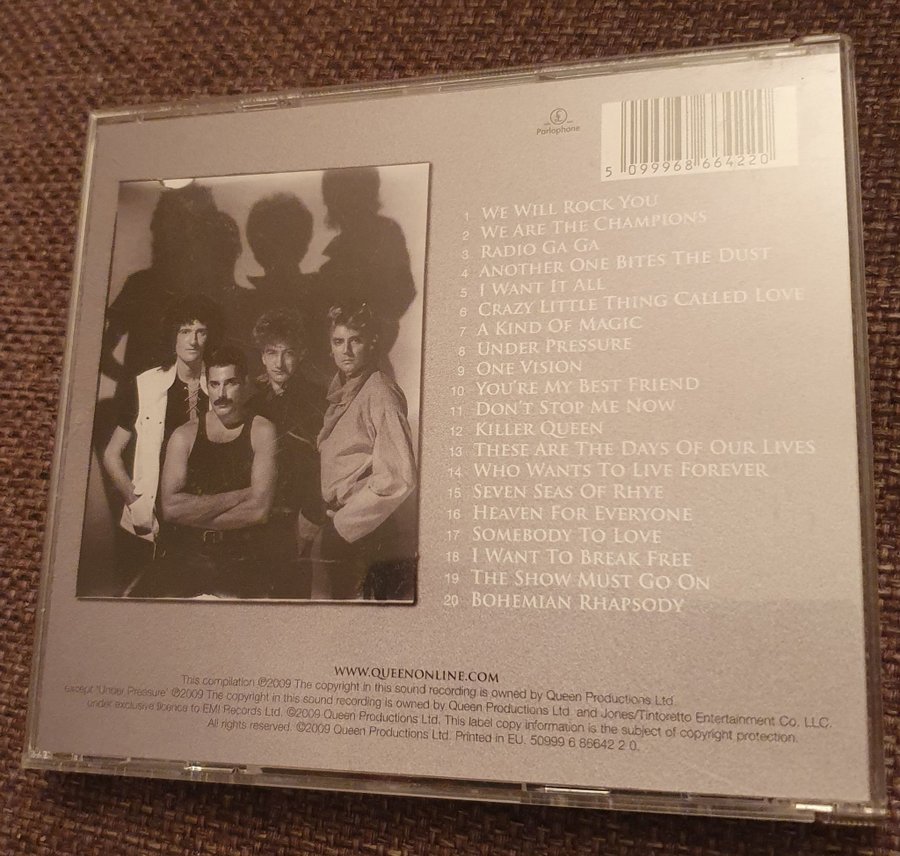 Parlophone
5 099968 664220
1 WE WILL ROCK YOU
2 WE ARE THE CHAMPIONS
3 RADIO GA GA
4 ANOTHER ONE BITES THE DUST
5 I WANT IT ALL
6 CRAZY LITTLE THING CALLED LOVE
7 A KIND OF MAGIC
8 UNDER PRESSURE
9 ONE VISION
10 YOU'RE MY BEST FRIEND
11 DON'T STOP ME NOW
12 KILLER QUEEN
13 THESE ARE THE DAYS OF OUR LIVES
14 WHO WANTS TO LIVE FOREVER
15 SEVEN SEAS OF RHYE
16 HEAVEN FOR EVERYONE
17 SOMEBODY TO LOVE
18 I WANT TO BREAK FREE
19 THE SHOW MUST GO ON
20 BOHEMIAN RHAPSODY
WWW.QUEENONLINE.COM
This compilation ℗2009 The copyright in this sound recording is owned by Queen Productions Ltd.
except 'Under Pressure' ℗2009 The copyright in this sound recording is owned by Queen Productions Ltd and Jones/Tintoretto Entertainment Co. LLC.
under exclusive licence to EMI Records Ltd. ©2009 Queen Productions Ltd. This label copy information is the subject of copyright protection.
All rights reserved. ©2009 Queen Productions Ltd. Printed in EU. 50999 6 86642 2 0.